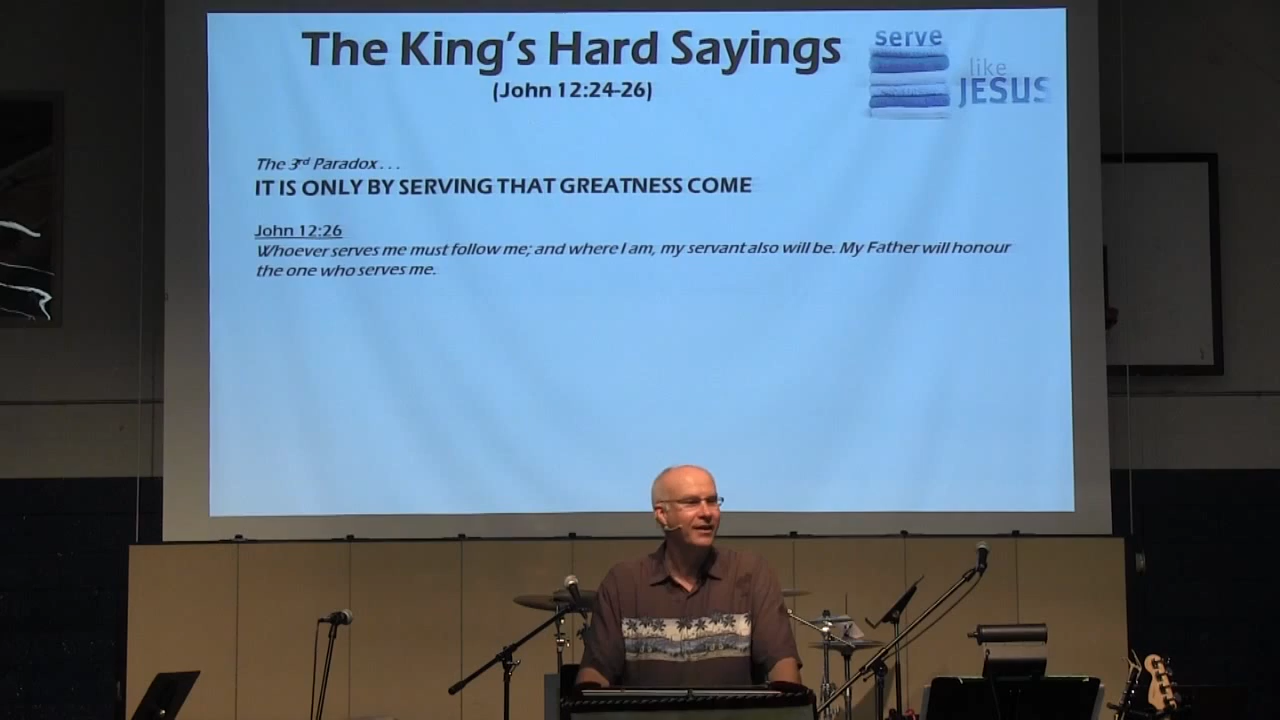 The King's Hard Sayings
(John 12:24-26)
serve
like
JESUS
The 3rd Paradox . . .
IT IS ONLY BY SERVING THAT GREATNESS COME
John 12:26
Whoever serves me must follow me; and where I am, my servant also will be. My Father will honour
the one who serves me.